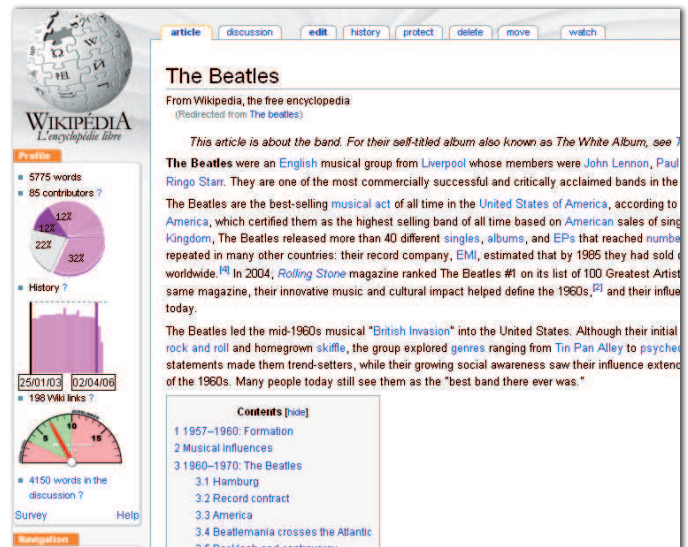 article discussion edit history protect delete move watch
WIKIPÉDIA
L'encyclopédie libre
Profile
5775 words
85 contributors ?
12%
12%
22%
32%
History ?
25/01/03 02/04/06
198 Wiki links ?
5 10 15
4150 words in the
discussion ?
Survey Help
Navigation
The Beatles
From Wikipedia, the free encyclopedia
(Redirected from The beatles)
This article is about the band. For their self-titled album also known as The White Album, see
The Beatles were an English musical group from Liverpool whose members were John Lennon, Paul
Ringo Starr. They are one of the most commercially successful and critically acclaimed bands in the
The Beatles are the best-selling musical act of all time in the United States of America, according to
America, which certified them as the highest selling band of all time based on American sales of sing
Kingdom, The Beatles released more than 40 different singles, albums, and EPs that reached numbe
repeated in many other countries: their record company, EMI, estimated that by 1985 they had sold
worldwide.[4] In 2004, Rolling Stone magazine ranked The Beatles #1 on its list of 100 Greatest Artist
same magazine, their innovative music and cultural impact helped define the 1960s,[2] and their influe
today.
The Beatles led the mid-1960s musical "British Invasion" into the United States. Although their initial
rock and roll and homegrown skiffle, the group explored genres ranging from Tin Pan Alley to psyched
statements made them trend-setters, while their growing social awareness saw their influence extend
of the 1960s. Many people today still see them as the "best band there ever was."
Contents [hide]
1 1957–1960: Formation
2 Musical influences
3 1960–1970: The Beatles
3.1 Hamburg
3.2 Record contract
3.3 America
3.4 Beatlemania crosses the Atlantic